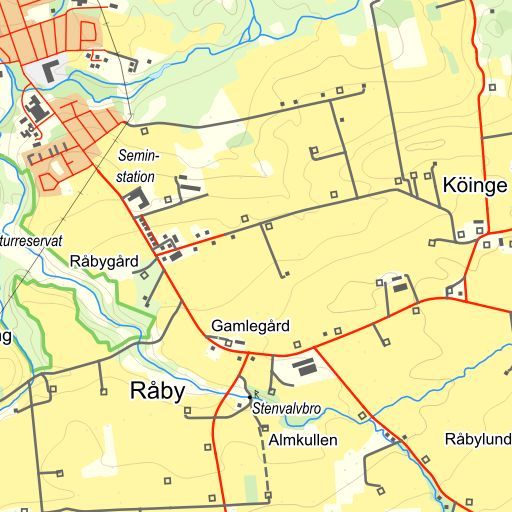 Semin-
station
Köinge
turreservat
Råbygård
Gamlegård
Råby
Stenvalvbro
Almkullen
Råbylund